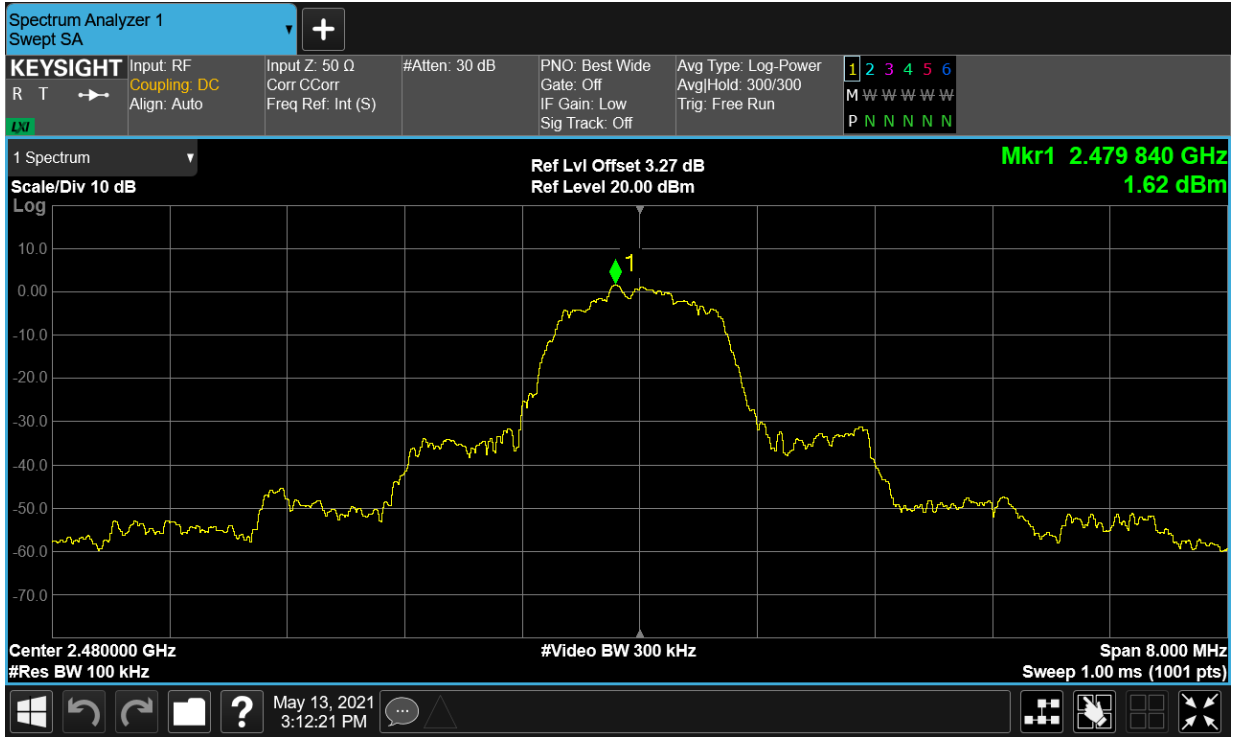 Spectrum Analyzer 1
Swept SA
KEYSIGHT
R T
LXI
Input: RF
Coupling: DC
Align: Auto
Input Z: 50 Ω
Corr CCorr
Freq Ref: Int (S)
#Atten: 30 dB
PNO: Best Wide
Gate: Off
IF Gain: Low
Sig Track: Off
Avg Type: Log-Power
Avg|Hold: 300/300
Trig: Free Run
1 2 3 4 5 6
M W W W W W
P N N N N N
1 Spectrum
Scale/Div 10 dB
Log
Ref Lvl Offset 3.27 dB
Ref Level 20.00 dBm
Mkr1 2.479 840 GHz
1.62 dBm
1
10.0
0.00
-10.0
-20.0
-30.0
-40.0
-50.0
-60.0
-70.0
Center 2.480000 GHz
#Res BW 100 kHz
#Video BW 300 kHz
Span 8.000 MHz
Sweep 1.00 ms (1001 pts)
?
May 13, 2021
3:12:21 PM